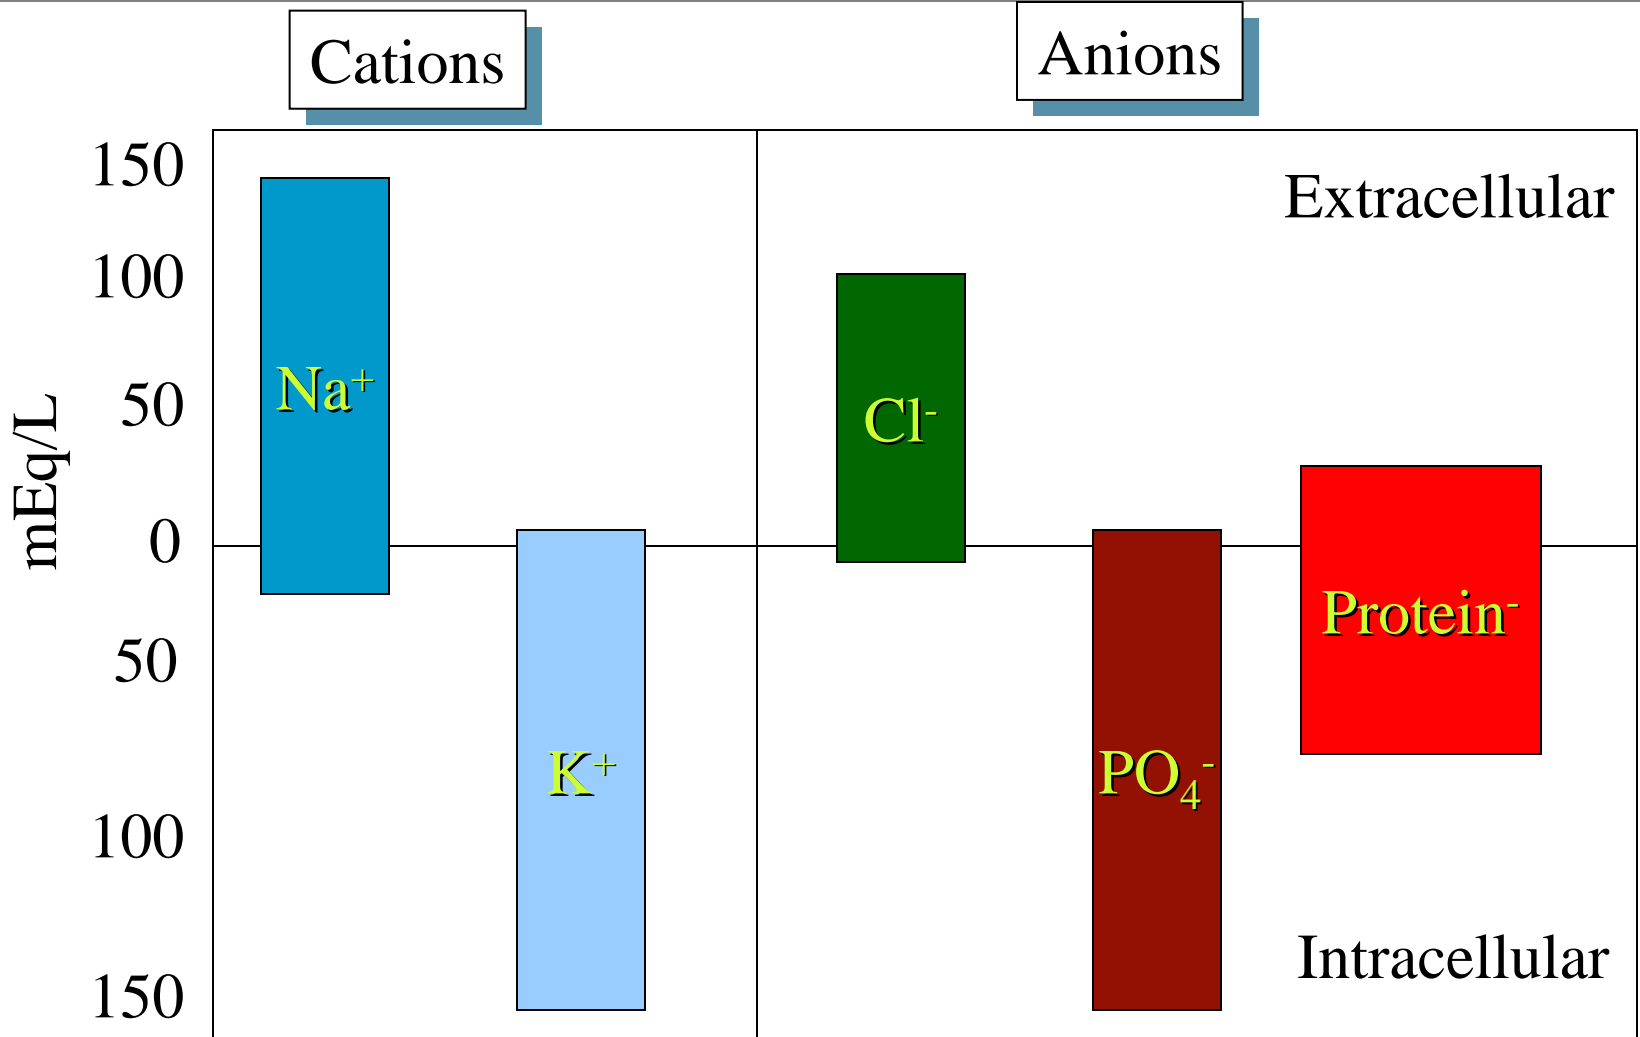 Cations
Anions
150
Extracellular
100
Na⁺
50
Cl⁻
mEq/L
0
Protein⁻
50
K⁺
PO₄⁻
100
Intracellular
150